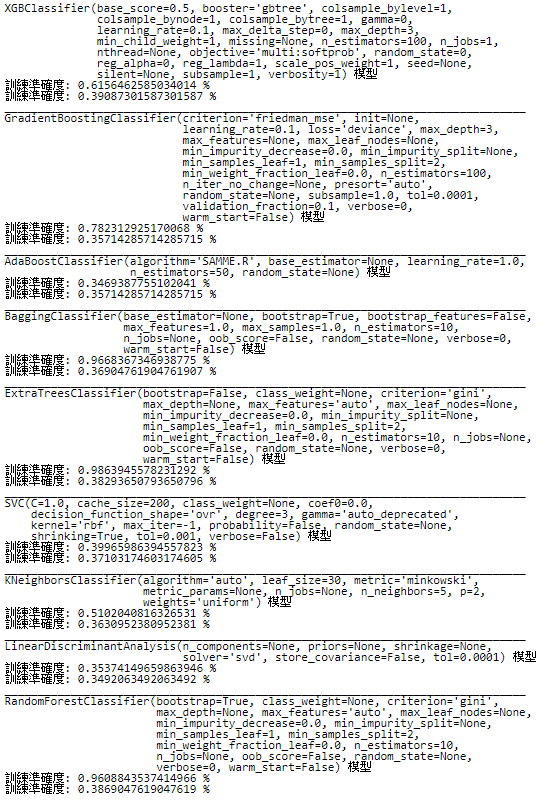 XGBClassifier(base_score=0.5, booster='gbtree', colsample_bylevel=1,
colsample_bynode=1, colsample_bytree=1, gamma=0,
learning_rate=0.1, max_delta_step=0, max_depth=3,
min_child_weight=1, missing=None, n_estimators=100, n_jobs=1,
nthread=None, objective='multi:softprob', random_state=0,
reg_alpha=0, reg_lambda=1, scale_pos_weight=1, seed=None,
silent=None, subsample=1, verbosity=1) 模型
訓練準確度: 0.6156462585034014 %
訓練準確度: 0.39087301587301587 %
GradientBoostingClassifier(criterion='friedman_mse', init=None,
learning_rate=0.1, loss='deviance', max_depth=3,
max_features=None, max_leaf_nodes=None,
min_impurity_decrease=0.0, min_impurity_split=None,
min_samples_leaf=1, min_samples_split=2,
min_weight_fraction_leaf=0.0, n_estimators=100,
n_iter_no_change=None, presort='auto',
random_state=None, subsample=1.0, tol=0.0001,
validation_fraction=0.1, verbose=0,
warm_start=False) 模型
訓練準確度: 0.782312925170068 %
訓練準確度: 0.35714285714285715 %
AdaBoostClassifier(algorithm='SAMME.R', base_estimator=None, learning_rate=1.0,
n_estimators=50, random_state=None) 模型
訓練準確度: 0.3469387755102041 %
訓練準確度: 0.35714285714285715 %
BaggingClassifier(base_estimator=None, bootstrap=True, bootstrap_features=False,
max_features=1.0, max_samples=1.0, n_estimators=10,
n_jobs=None, oob_score=False, random_state=None, verbose=0,
warm_start=False) 模型
訓練準確度: 0.9668367346938775 %
訓練準確度: 0.36904761904761907 %
ExtraTreesClassifier(bootstrap=False, class_weight=None, criterion='gini',
max_depth=None, max_features='auto', max_leaf_nodes=None,
min_impurity_decrease=0.0, min_impurity_split=None,
min_samples_leaf=1, min_samples_split=2,
min_weight_fraction_leaf=0.0, n_estimators=10, n_jobs=None,
oob_score=False, random_state=None, verbose=0,
warm_start=False) 模型
訓練準確度: 0.9863945578231292 %
訓練準確度: 0.38293650793650796 %
SVC(C=1.0, cache_size=200, class_weight=None, coef0=0.0,
decision_function_shape='ovr', degree=3, gamma='auto_deprecated',
kernel='rbf', max_iter=-1, probability=False, random_state=None,
shrinking=True, tol=0.001, verbose=False) 模型
訓練準確度: 0.39965986394557823 %
訓練準確度: 0.37103174603174605 %
KNeighborsClassifier(algorithm='auto', leaf_size=30, metric='minkowski',
metric_params=None, n_jobs=None, n_neighbors=5, p=2,
weights='uniform') 模型
訓練準確度: 0.5102040816326531 %
訓練準確度: 0.3630952380952381 %
LinearDiscriminantAnalysis(n_components=None, priors=None, shrinkage=None,
solver='svd', store_covariance=False, tol=0.0001) 模型
訓練準確度: 0.35374149659863946 %
訓練準確度: 0.3492063492063492 %
RandomForestClassifier(bootstrap=True, class_weight=None, criterion='gini',
max_depth=None, max_features='auto', max_leaf_nodes=None,
min_impurity_decrease=0.0, min_impurity_split=None,
min_samples_leaf=1, min_samples_split=2,
min_weight_fraction_leaf=0.0, n_estimators=10,
n_jobs=None, oob_score=False, random_state=None,
verbose=0, warm_start=False) 模型
訓練準確度: 0.9608843537414966 %
訓練準確度: 0.3869047619047619 %